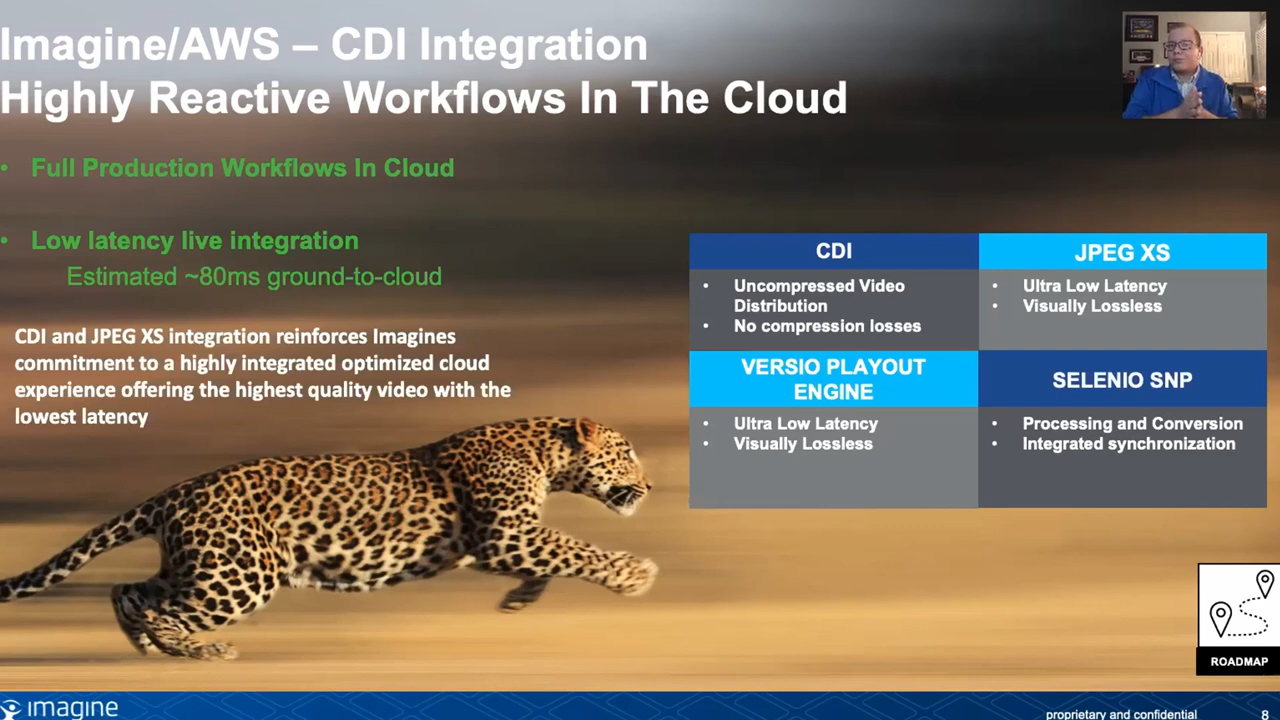 Imagine/AWS – CDI Integration
Highly Reactive Workflows In The Cloud
• Full Production Workflows In Cloud
• Low latency live integration
Estimated ~80ms ground-to-cloud
CDI and JPEG XS integration reinforces Imagines
commitment to a highly integrated optimized cloud
experience offering the highest quality video with the
lowest latency
CDI
• Uncompressed Video
Distribution
• No compression losses
JPEG XS
• Ultra Low Latency
• Visually Lossless
VERSIO PLAYOUT
ENGINE
• Ultra Low Latency
• Visually Lossless
SELENIO SNP
• Processing and Conversion
• Integrated synchronization
ROADMAP
imagine
proprietary and confidential
8